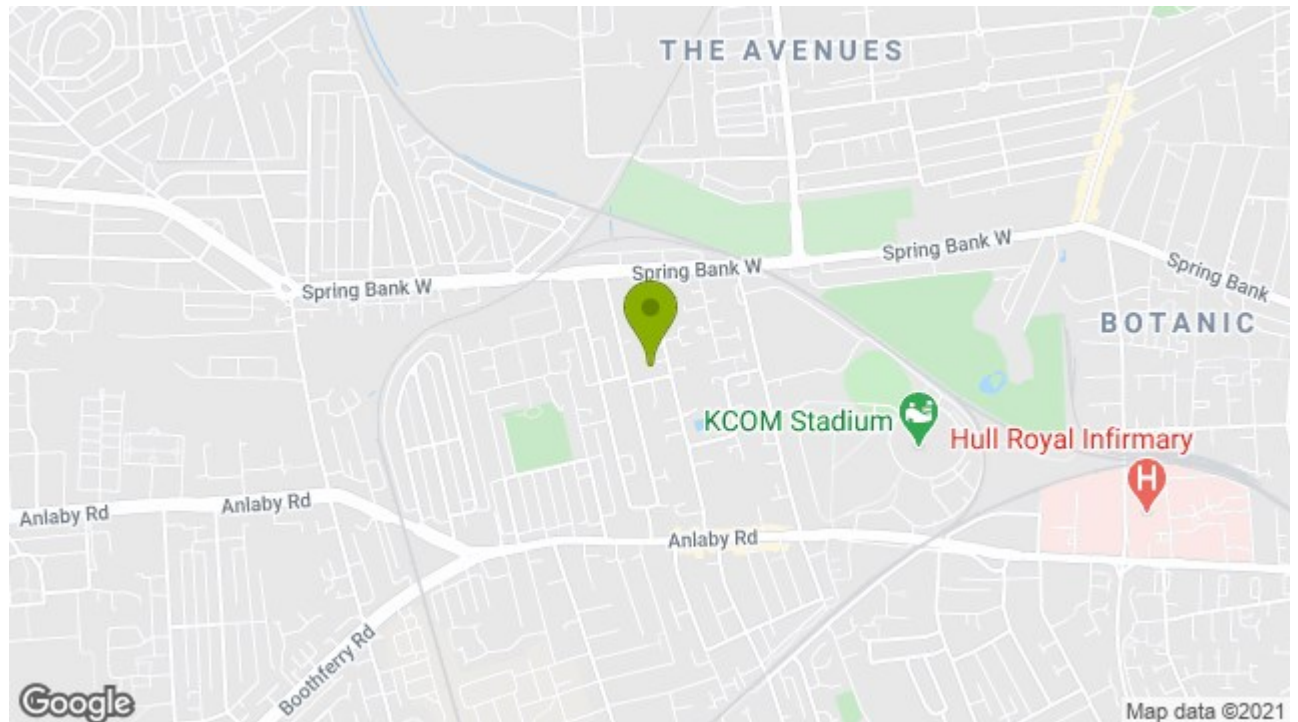 THE AVENUES
Spring Bank W
Spring Bank W
Spring Bank W
Spring Bank
BOTANIC
KCOM Stadium
Hull Royal Infirmary
H
Anlaby Rd
Anlaby Rd
Anlaby Rd
Boothferry Rd
Google
Map data ©2021